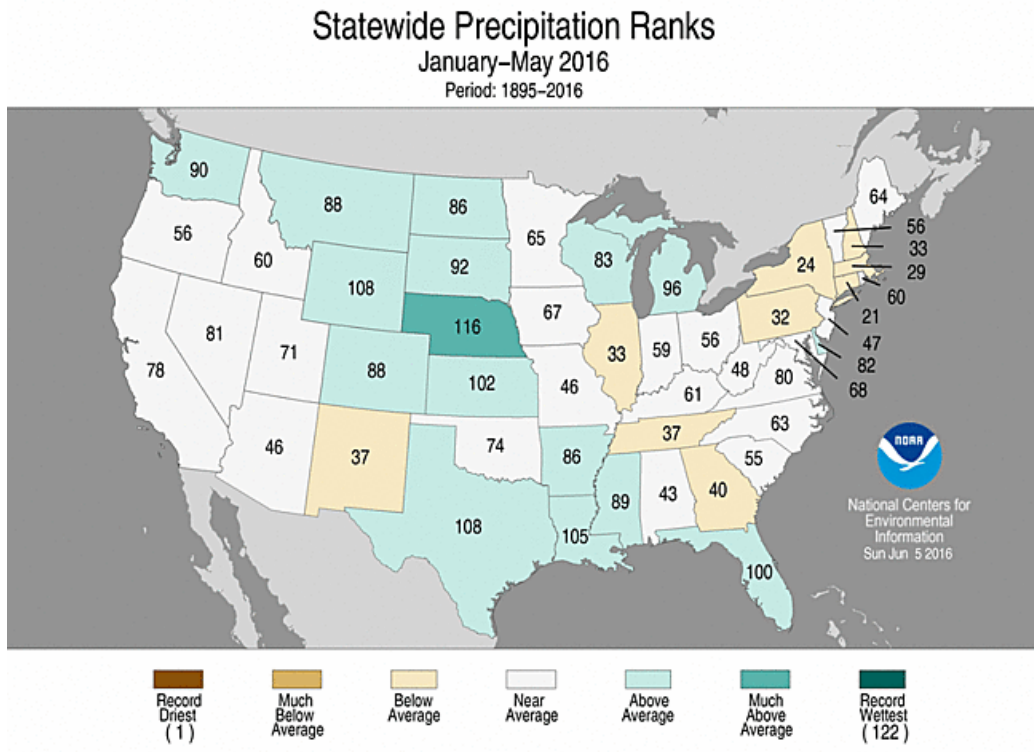 Statewide Precipitation Ranks
January–May 2016
Period: 1895–2016
90
88
86
65
64
56
56
60
92
83
96
24
33
29
60
108
116
67
32
21
47
82
68
81
71
78
88
102
33
59
56
48
80
61
46
46
37
74
86
37
63
55
108
105
89
43
40
100
NOAA
National Centers for
Environmental
Information
Sun Jun 5 2016
Record
Driest
(1)
Much
Below
Average
Below
Average
Near
Average
Above
Average
Much
Above
Average
Record
Wettest
(122)